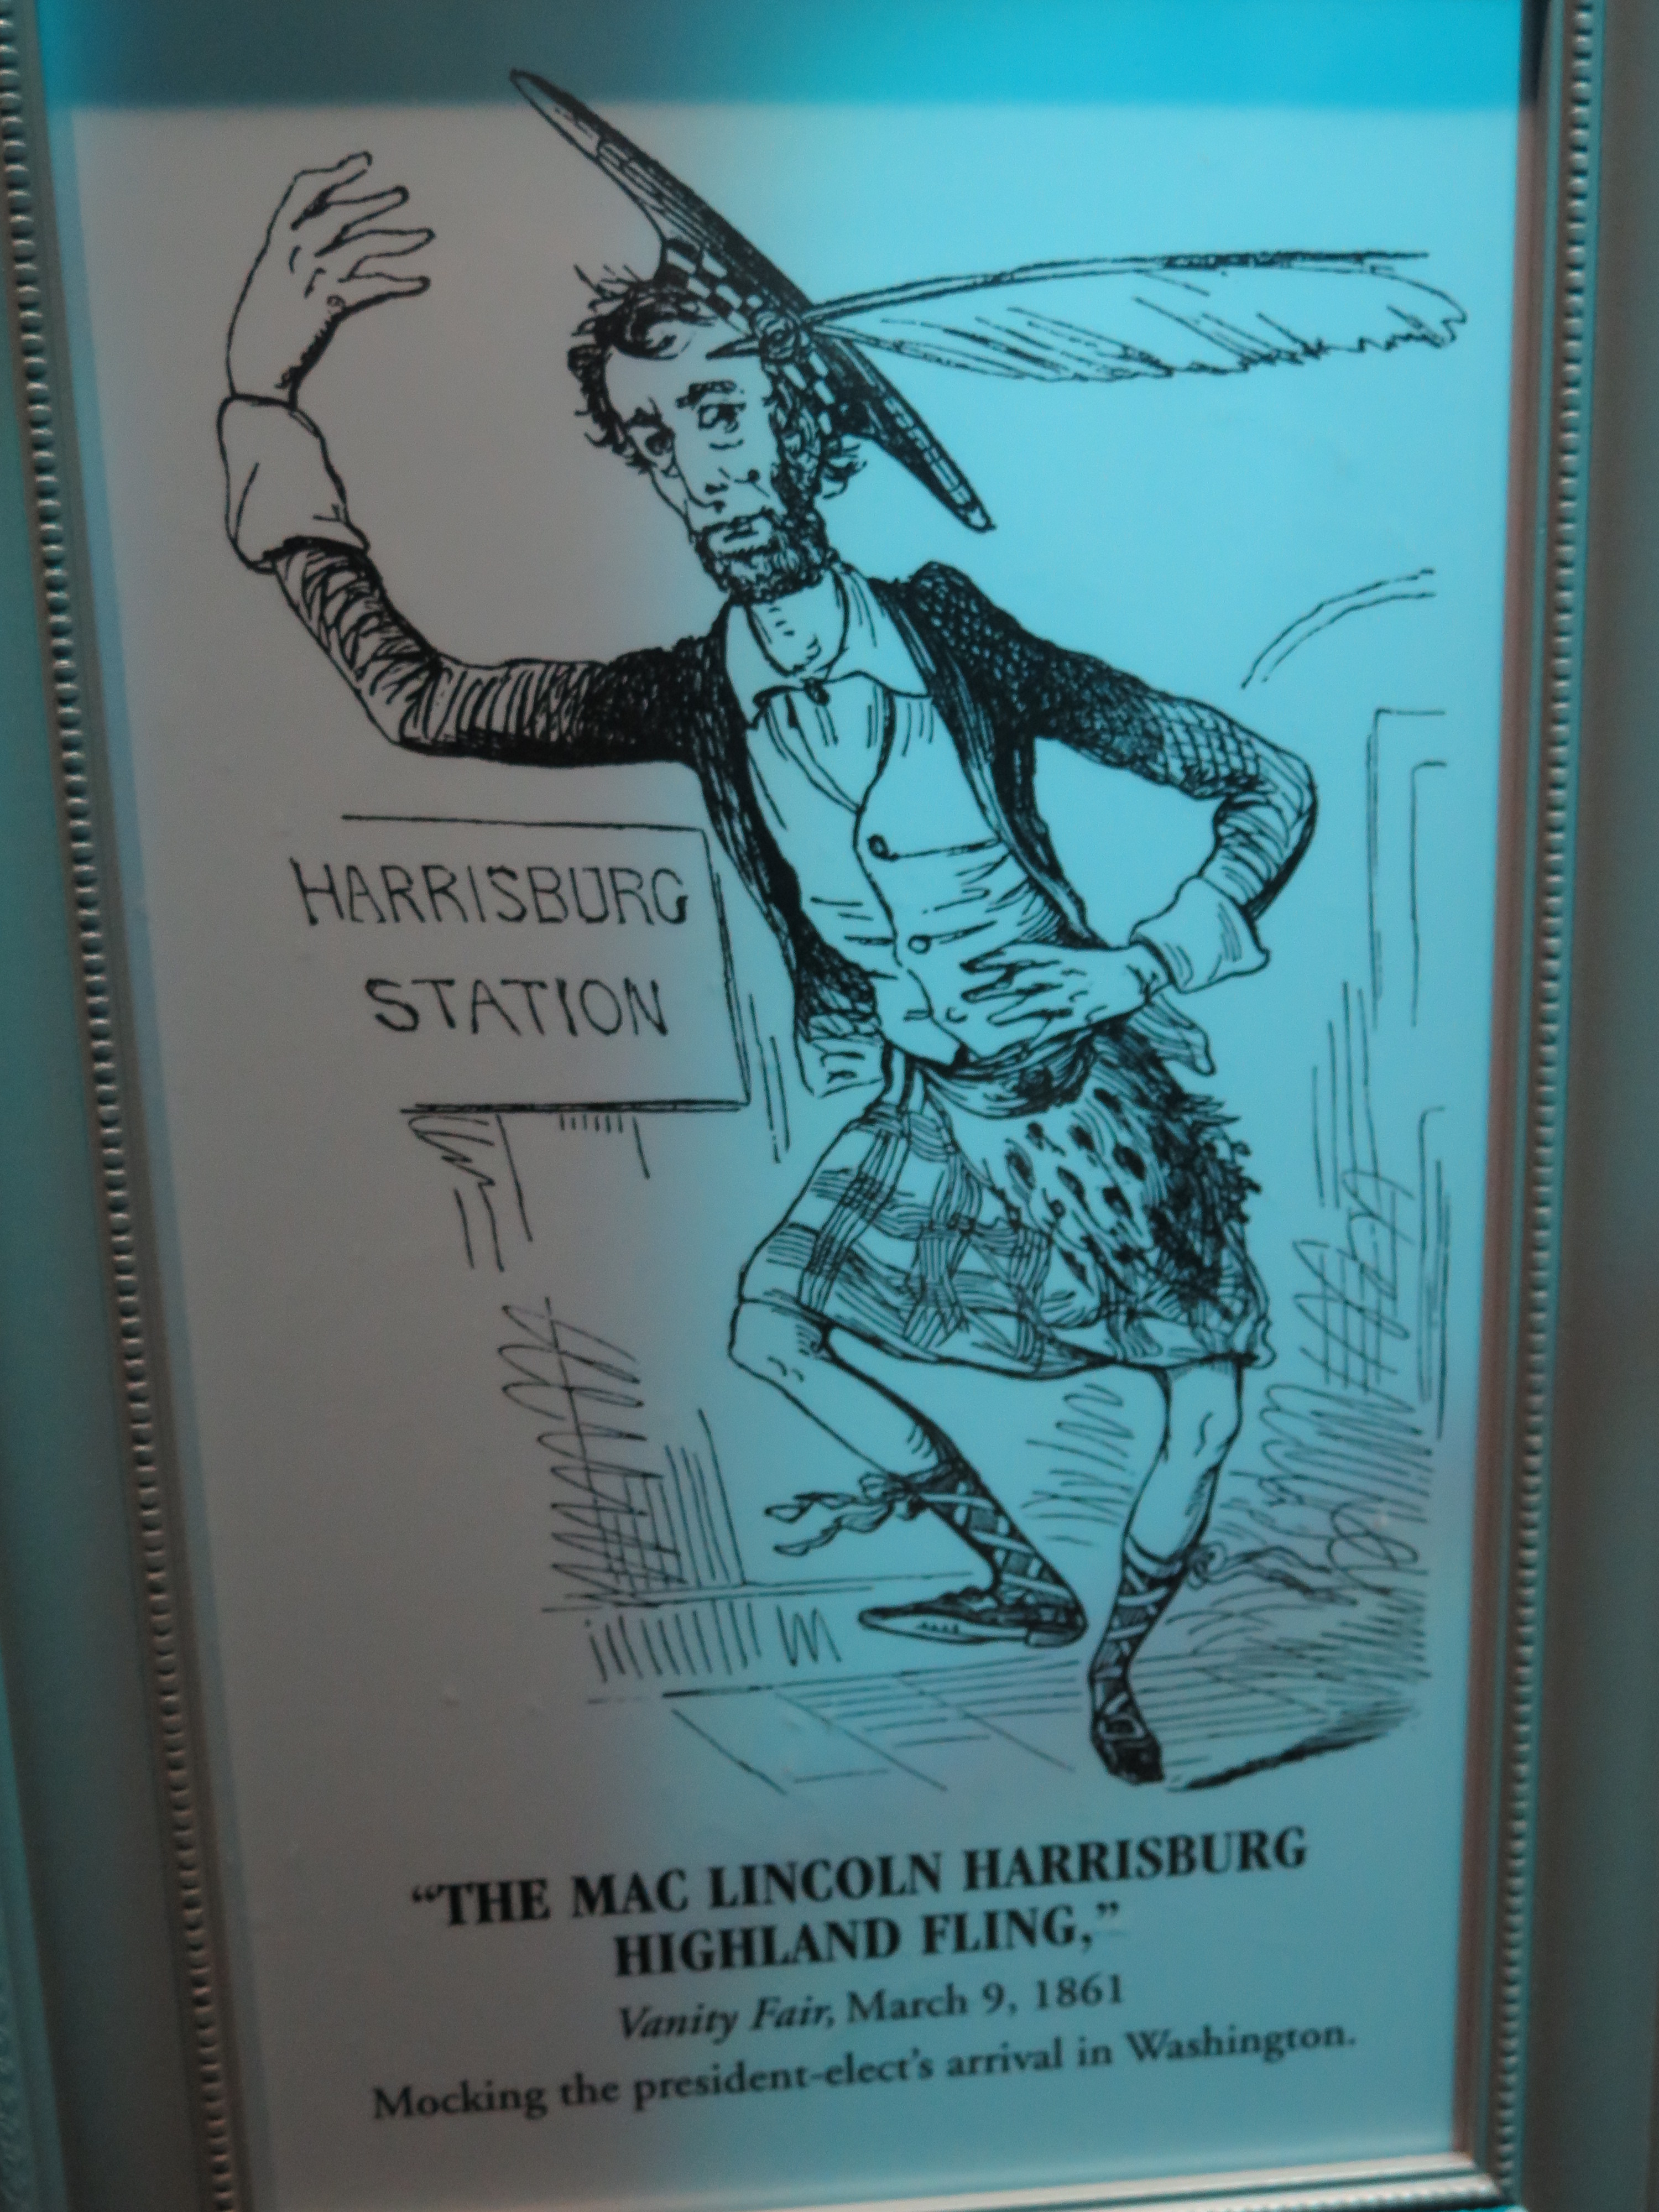 HARRISBURG
STATION
“THE MAC LINCOLN HARRISBURG
HIGHLAND FLING,”
Vanity Fair, March 9, 1861
Mocking the president-elect’s arrival in Washington.